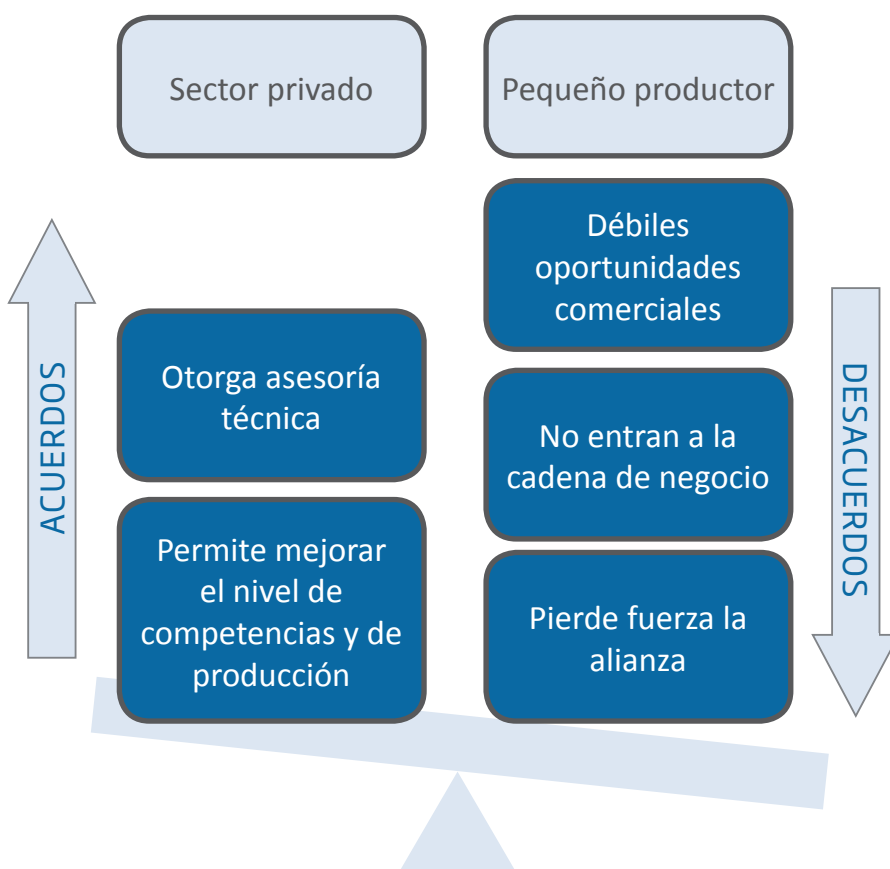 Sector privado
Pequeño productor
ACUERDOS
Otorga asesoría
técnica
Permite mejorar
el nivel de
competencias y de
producción
Débiles
oportunidades
comerciales
No entran a la
cadena de negocio
Pierde fuerza la
alianza
DESACUERDOS